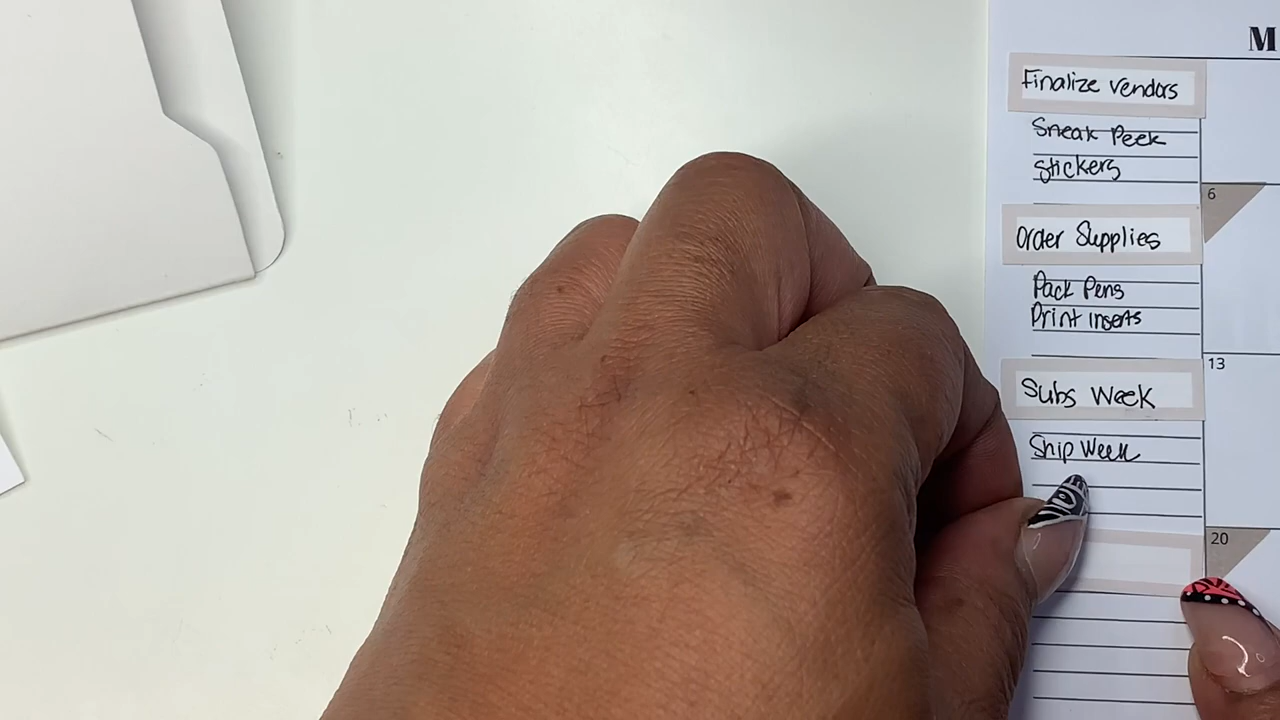 M
Finalize Vendors
Sneak Peek
Stickers
6
Order Supplies
Pack Pens
Print Inserts
13
Subs Week
Ship Week
20